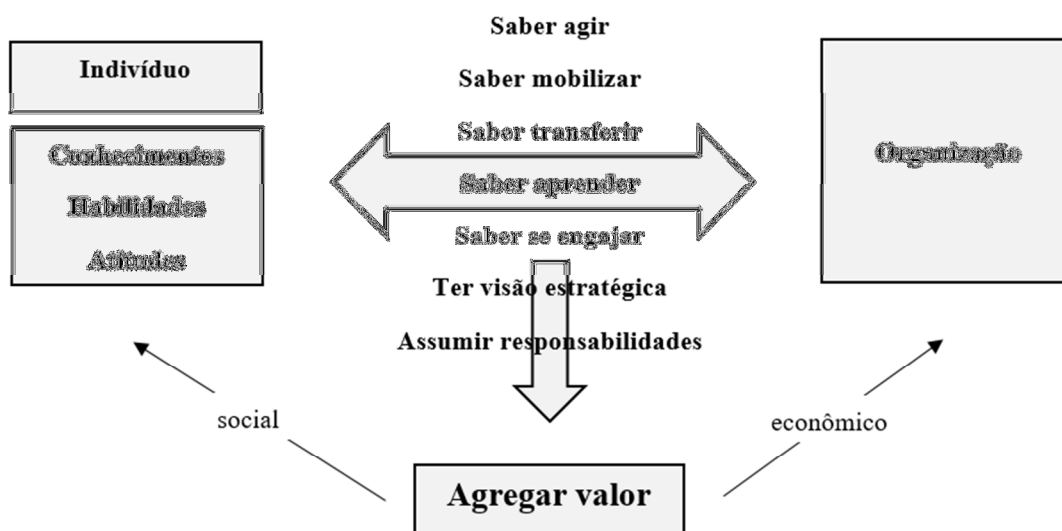 Indivíduo
Conhecimentos
Habilidades
Atitudes
Saber agir
Saber mobilizar
Saber transferir
Saber aprender
Saber se engajar
Ter visão estratégica
Assumir responsabilidades
Organização
social
econômico
Agregar valor